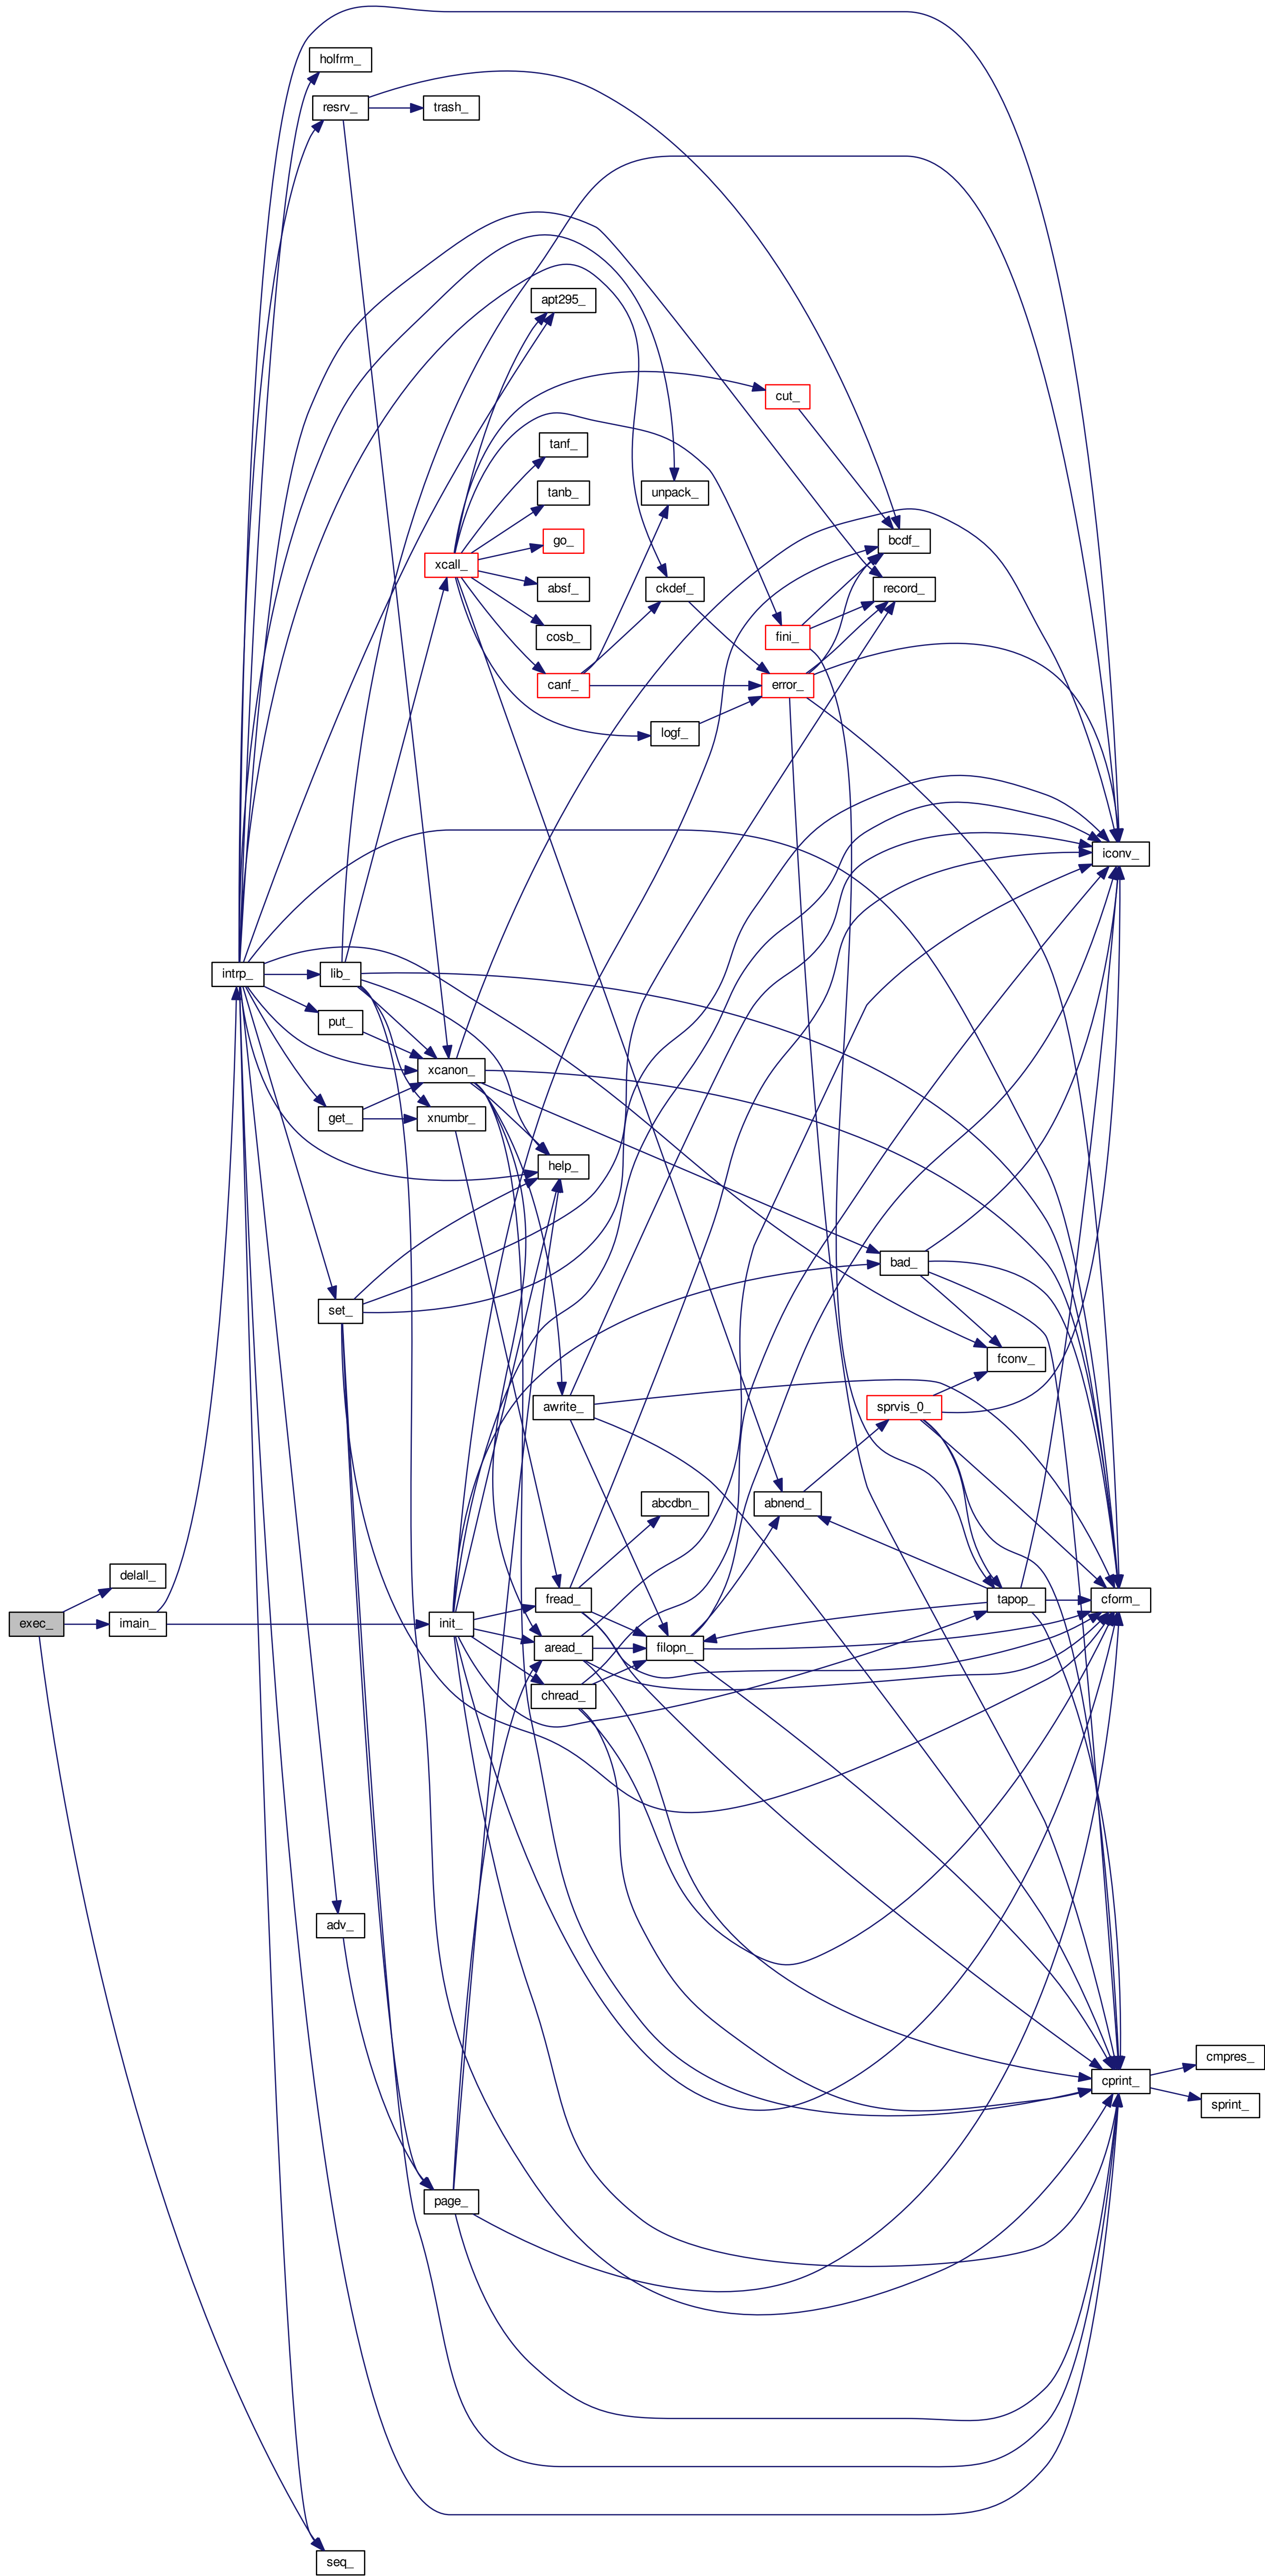 holfrm_
resrv_
trash_
apt295_
cut_
tanf_
tanb_
unpack_
go_
bcdf_
xcall_
absf_
ckdef_
record_
cosb_
fini_
canf_
error_
logf_
iconv_
intrp_
lib_
put_
xcanon_
get_
xnumbr_
help_
bad_
set_
fconv_
awrite_
sprvis_0_
abcdbn_
abnend_
delall_
fread_
tapop_
cform_
exec_
imain_
init_
aread_
filopn_
chread_
adv_
cmpres_
cprint_
sprint_
page_
seq_